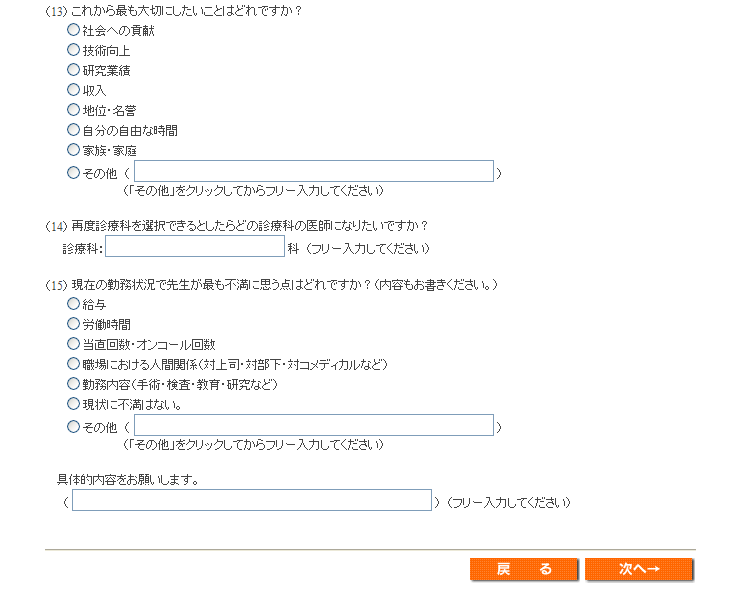 (13) これから最も大切にしたいことはどれですか？
社会への貢献
技術向上
研究業績
収入
地位・名誉
自分の自由な時間
家族・家庭
その他（ ）
（「その他」をクリックしてからフリー入力してください）
(14) 再度診療科を選択できるとしたらどの診療科の医師になりたいですか？
診療科： 科（フリー入力してください）
(15) 現在の勤務状況で先生が最も不満に思う点はどれですか？（内容もお書きください。）
給与
労働時間
当直回数・オンコール回数
職場における人間関係（対上司・対部下・対コメディカルなど）
勤務内容（手術・検査・教育・研究など）
現状に不満はない。
その他（ ）
（「その他」をクリックしてからフリー入力してください）
具体的内容をお願いします。
（ ）（フリー入力してください）
戻　る 次へ→